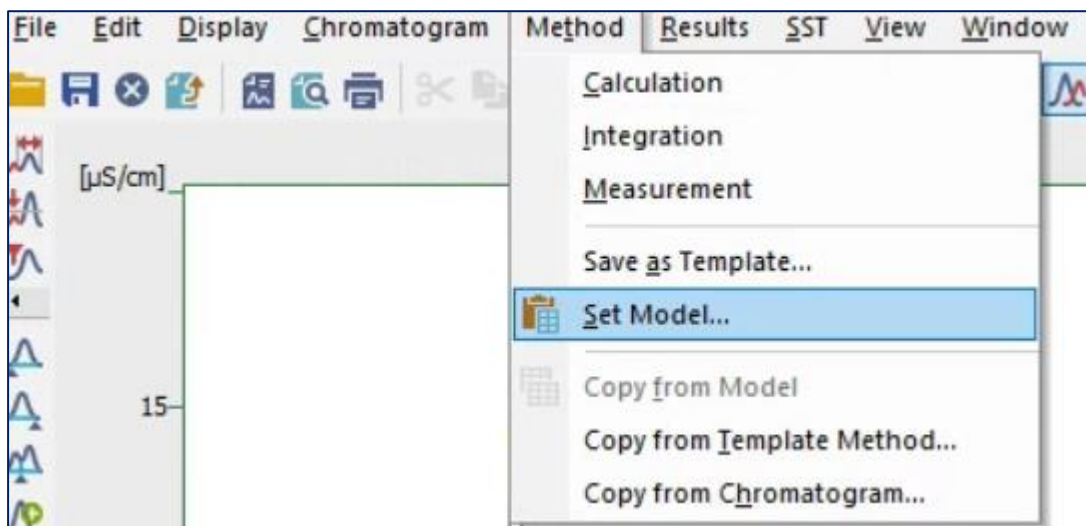 File Edit Display Chromatogram Method Results SST View Window
Calculation
Integration
[µS/cm]
Measurement
Save as Template...
Set Model...
Copy from Model
15
Copy from Template Method...
Copy from Chromatogram...